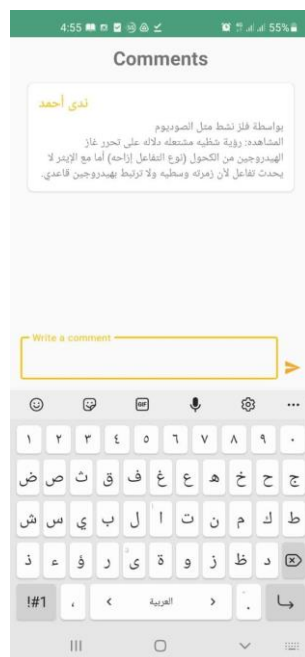 4:55
55%
Comments
ندى أحمد
بواسطة فلز نشط مثل الصوديوم
المشاهده: رؤية شظيه مشتعله دلاله على تحرر غاز
الهيدروجين من الكحول (نوع التفاعل إزاحه) أما مع الإيثر لا
يحدث تفاعل لأن زمرته وسطيه ولا ترتبط بهيدروجين قاعدي.
Write a comment
GIF
١ ٢ ٣ ٤ ٥ ٦ ٧ ٨ ٩ ٠
ض ص ث ق ف غ ع ه خ ح ج
ش س ي ب ل ا ت ن م ك ط
ذ ء ؤ ر ى ة و ز ظ د
!#1 ، < العربية > .